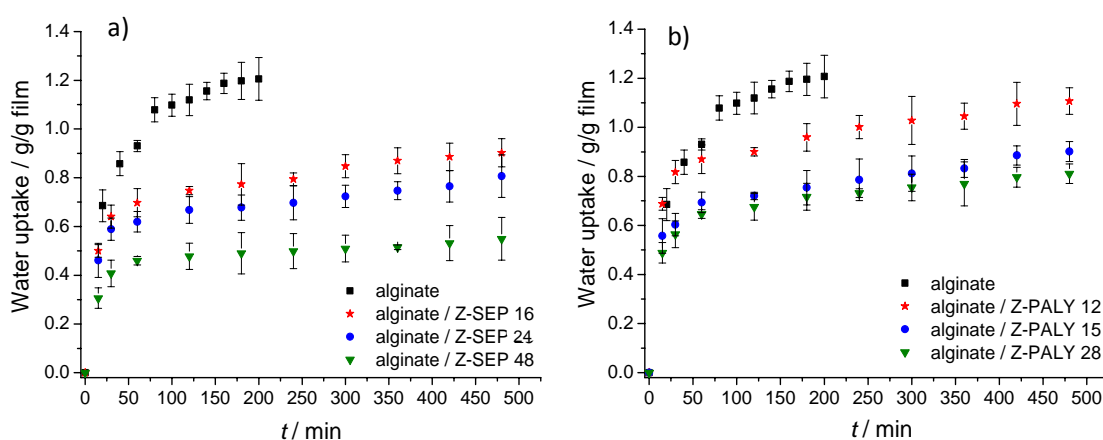 a)
1.4
1.2
1.0
0.8
0.6
0.4
0.2
0.0
Water uptake / g/g film
alginate
alginate / Z-SEP 16
alginate / Z-SEP 24
alginate / Z-SEP 48
0 50 100 150 200 250 300 350 400 450 500
t / min
b)
1.4
1.2
1.0
0.8
0.6
0.4
0.2
0.0
Water uptake / g/g film
alginate
alginate / Z-PALY 12
alginate / Z-PALY 15
alginate / Z-PALY 28
0 50 100 150 200 250 300 350 400 450 500
t / min